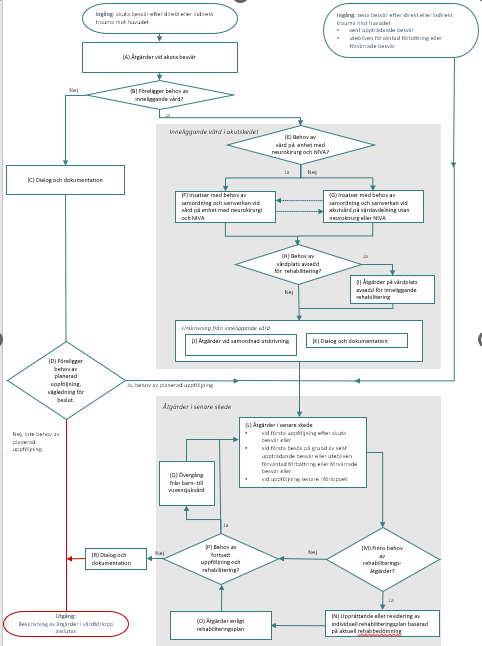 Ingång: akuta besvär efter direkt eller indirekt
trauma mot huvudet
Ingång: sena besvär efter direkt eller indirekt
trauma mot huvudet
• sent uppträdande besvär
• utebliven förväntad förbättring eller
förvärrade besvär
(A) Åtgärder vid akuta besvär
(B) Föreligger behov av
inneliggande vård?
Nej
Ja
Inneliggande vård i akutskedet
(E) Behov av
vård på enhet med
neurokirurg och NIVA?
Ja
Nej
(C) Dialog och dokumentation
(F) Insatser med behov av
samordning och samverkan vid
vård på enhet med neurokirurgi
och NIVA
(G) Insatser med behov av
samordning och samverkan vid
akutvård på vårdavdelning utan
neurokirurg eller NIVA
(H) Behov av
vårdplats avsedd
för rehabilitering?
Ja
Nej
(I) Åtgärder på vårdplats
avsedd för inneliggande
rehabilitering
Utskrivning från inneliggande vård
(J) Åtgärder vid samordnad utskrivning
(K) Dialog och dokumentation
(D) Föreligger
behov av
planerad
uppföljning,
vägledning för
beslut.
Ja, behov av planerad uppföljning
Nej, inte behov av
planerad
uppföljning
Åtgärder i senare skede
(L) Åtgärder i senare skede
• vid första uppföljning efter akuta
besvär eller
• vid första besök på grund av sent
uppträdande besvär eller utebliven
förväntad förbättring eller förvärrade
besvär eller
• vid uppföljning senare i förloppet
(Q) Övergång
från barn- till
vuxensjukvård
Ja
(R) Dialog och
dokumentation
Nej
(P) Behov av
fortsatt
uppföljning och
rehabilitering?
Nej
(M) Finns behov
av
rehabiliterings-
åtgärder?
Ja
(O) Åtgärder enligt
rehabiliteringsplan
(N) Upprättande eller revidering av
individuell rehabiliteringsplan baserad
på aktuell rehabbedömning
Utgång:
Beskrivning av åtgärder i vårdförlopp
avslutas